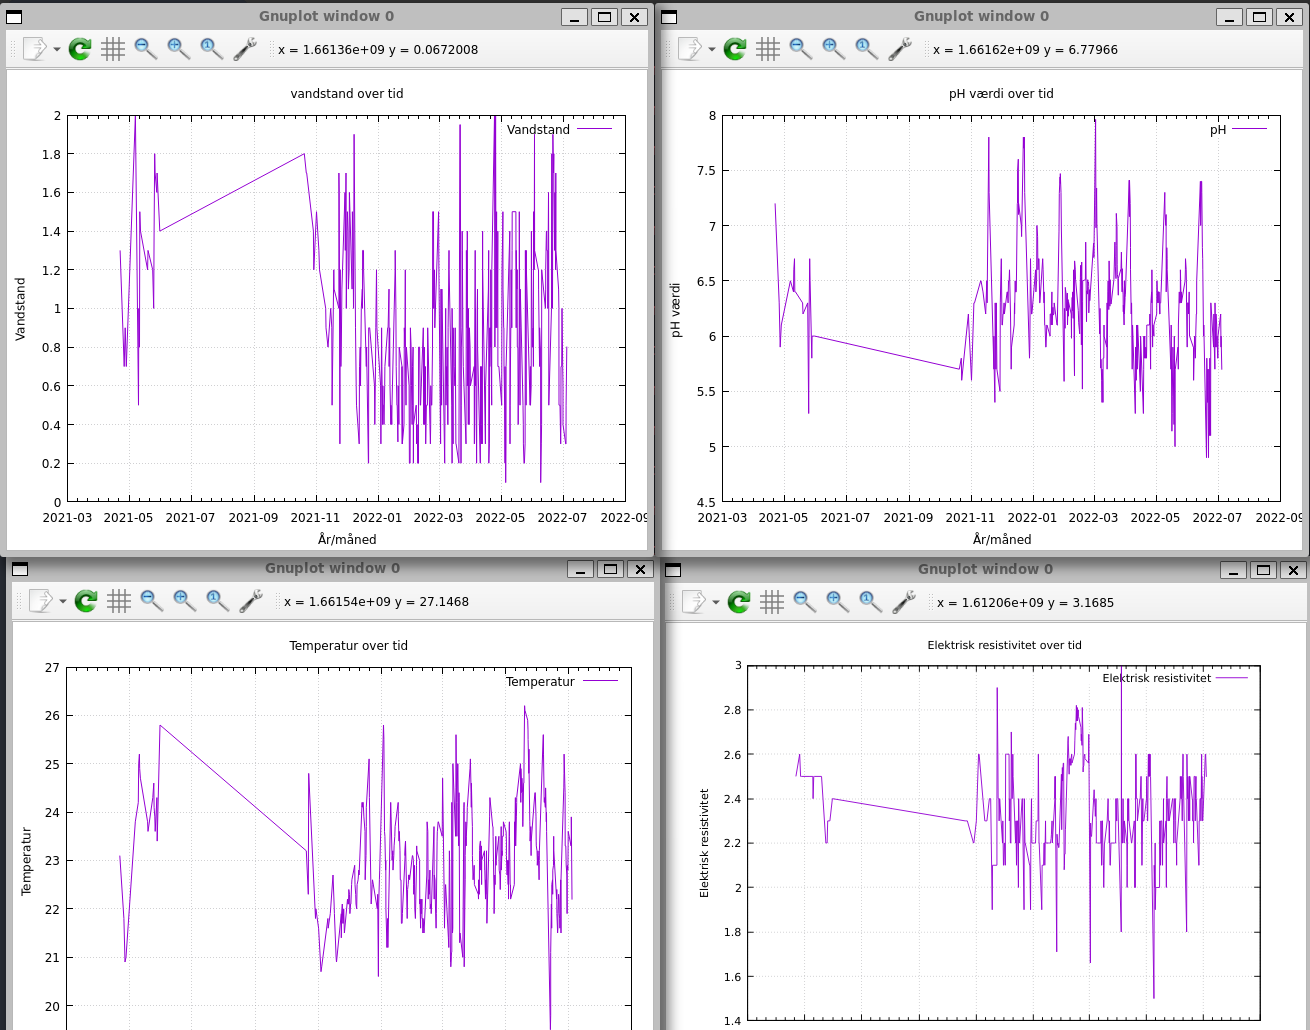 Gnuplot window 0
x = 1.66136e+09 y = 0.0672008
vandstand over tid
Vandstand
2
1.8
1.6
1.4
1.2
1
0.8
0.6
0.4
0.2
0
Vandstand
2021-03 2021-05 2021-07 2021-09 2021-11 2022-01 2022-03 2022-05 2022-07 2022-09
År/måned
Gnuplot window 0
x = 1.66162e+09 y = 6.77966
pH værdi over tid
pH
8
7.5
7
6.5
6
5.5
5
4.5
pH værdi
2021-03 2021-05 2021-07 2021-09 2021-11 2022-01 2022-03 2022-05 2022-07 2022-09
År/måned
Gnuplot window 0
x = 1.66154e+09 y = 27.1468
Temperatur over tid
Temperatur
27
26
25
24
23
22
21
20
Temperatur
Gnuplot window 0
x = 1.61206e+09 y = 3.1685
Elektrisk resistivitet over tid
Elektrisk resistivitet
3
2.8
2.6
2.4
2.2
2
1.8
1.6
1.4
Elektrisk resistivitet